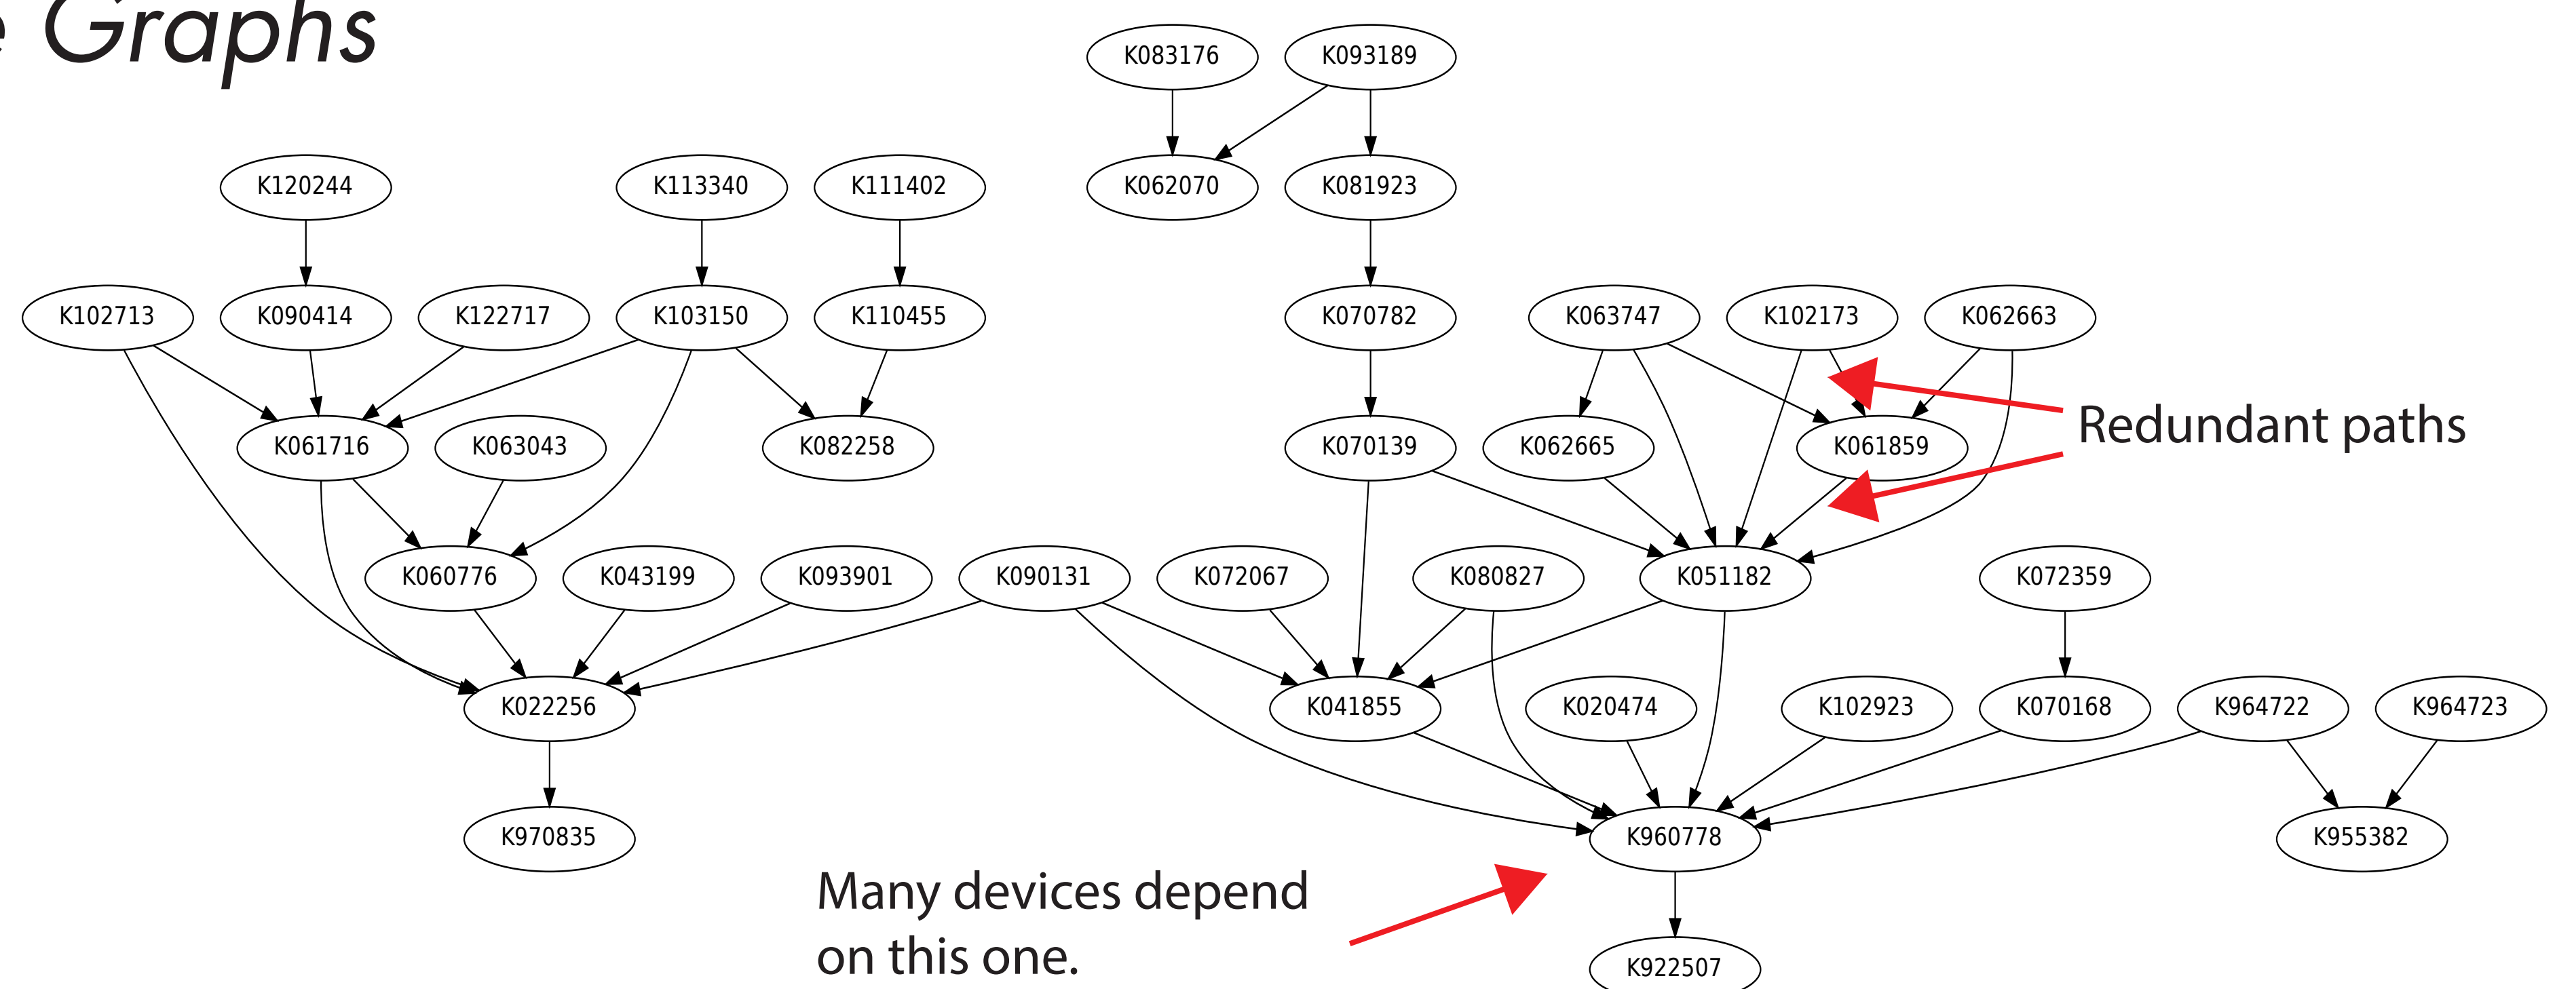 e Graphs
K083176 K093189
K120244 K113340 K111402 K062070 K081923
K102713 K090414 K122717 K103150 K110455 K070782 K063747 K102173 K062663
Redundant paths
K061716 K063043 K082258 K070139 K062665 K061859
K060776 K043199 K093901 K090131 K072067 K080827 K051182 K072359
K022256 K041855 K020474 K102923 K070168 K964722 K964723
K970835 K960778 K955382
Many devices depend
on this one.
K922507